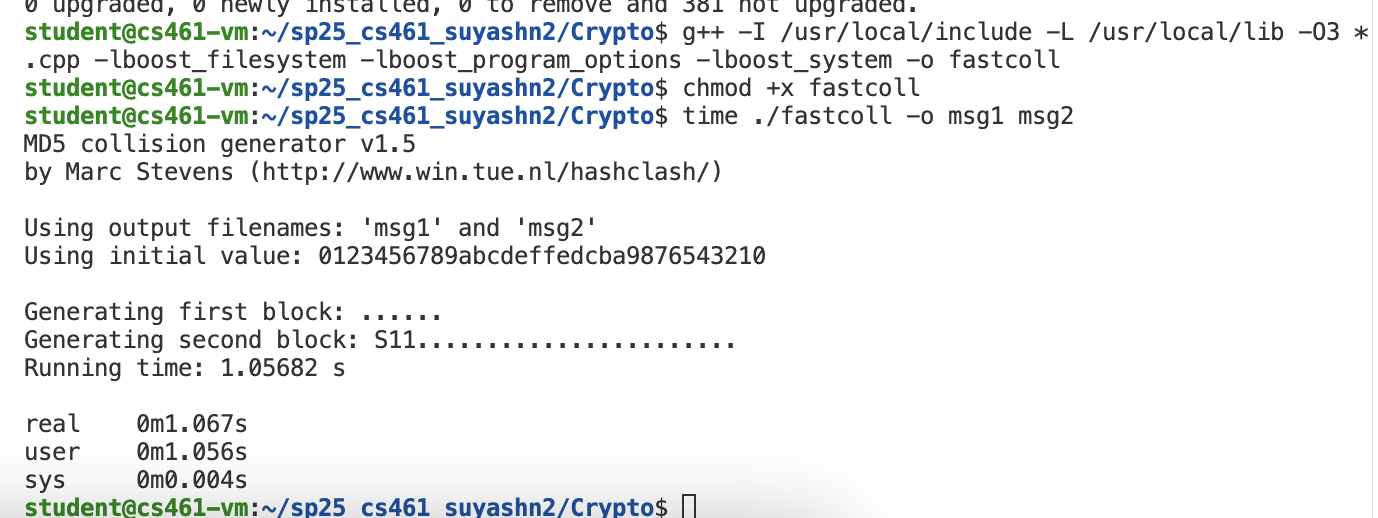 0 upgraded, 0 newly installed, 0 to remove and 381 not upgraded.
student@cs461-vm:~/sp25_cs461_suyashn2/Crypto$ g++ -I /usr/local/include -L /usr/local/lib -O3 *
.cpp -lboost_filesystem -lboost_program_options -lboost_system -o fastcoll
student@cs461-vm:~/sp25_cs461_suyashn2/Crypto$ chmod +x fastcoll
student@cs461-vm:~/sp25_cs461_suyashn2/Crypto$ time ./fastcoll -o msg1 msg2
MD5 collision generator v1.5
by Marc Stevens (http://www.win.tue.nl/hashclash/)

Using output filenames: 'msg1' and 'msg2'
Using initial value: 0123456789abcdeffedcba9876543210

Generating first block: ......
Generating second block: S11.......................
Running time: 1.05682 s

real    0m1.067s
user    0m1.056s
sys     0m0.004s
student@cs461-vm:~/sp25_cs461_suyashn2/Crypto$